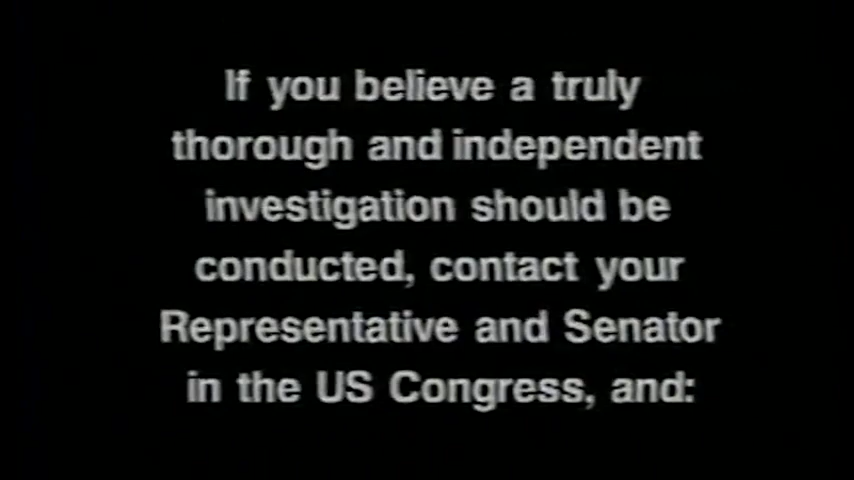 If you believe a truly
thorough and independent
investigation should be
conducted, contact your
Representative and Senator
in the US Congress, and: